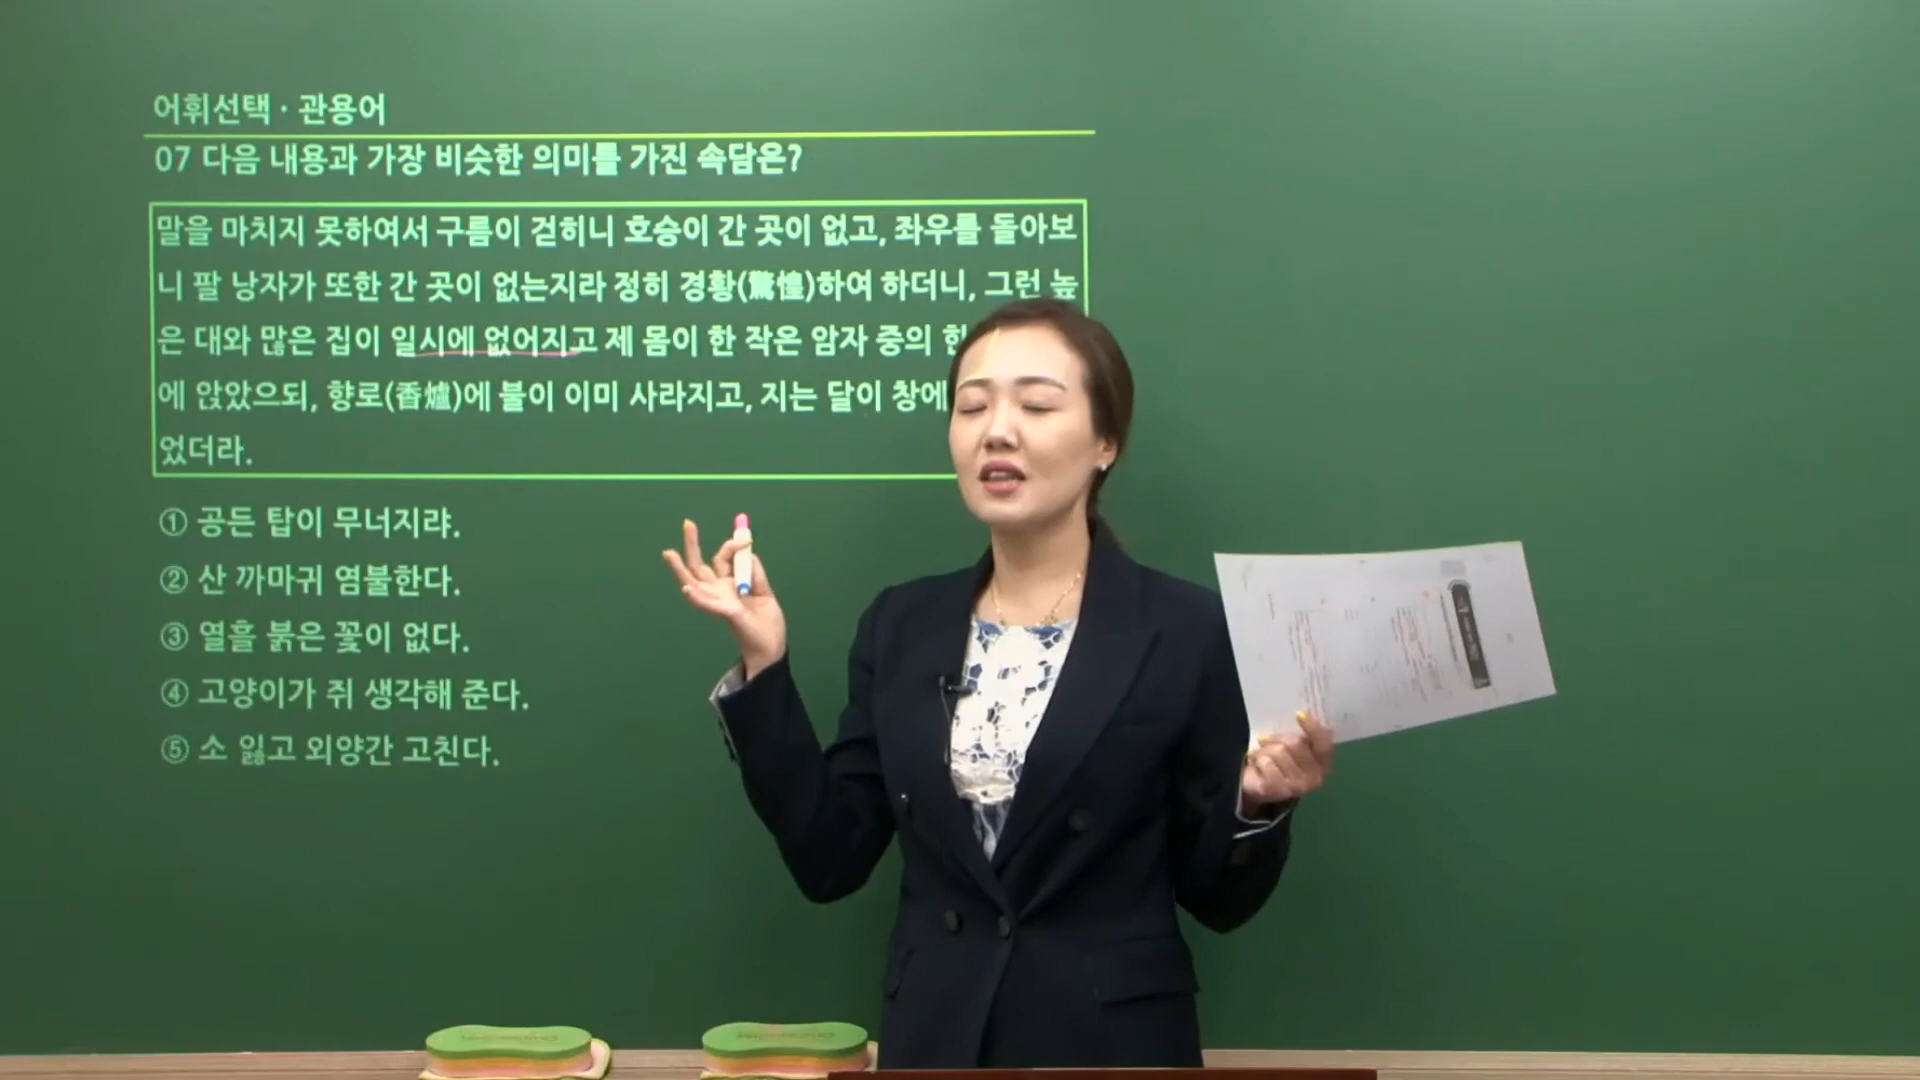 어휘선택 · 관용어
07 다음 내용과 가장 비슷한 의미를 가진 속담은?
말을 마치지 못하여서 구름이 걷히니 호승이 간 곳이 없고, 좌우를 돌아보
니 팔 낭자가 또한 간 곳이 없는지라 정히 경황(驚惶)하여 하더니, 그런 높
은 대와 많은 집이 일시에 없어지고 제 몸이 한 작은 암자 중의 한
에 앉았으되, 향로(香爐)에 불이 이미 사라지고, 지는 달이 창에
었더라.
① 공든 탑이 무너지랴.
② 산 까마귀 염불한다.
③ 열흘 붉은 꽃이 없다.
④ 고양이가 쥐 생각해 준다.
⑤ 소 잃고 외양간 고친다.